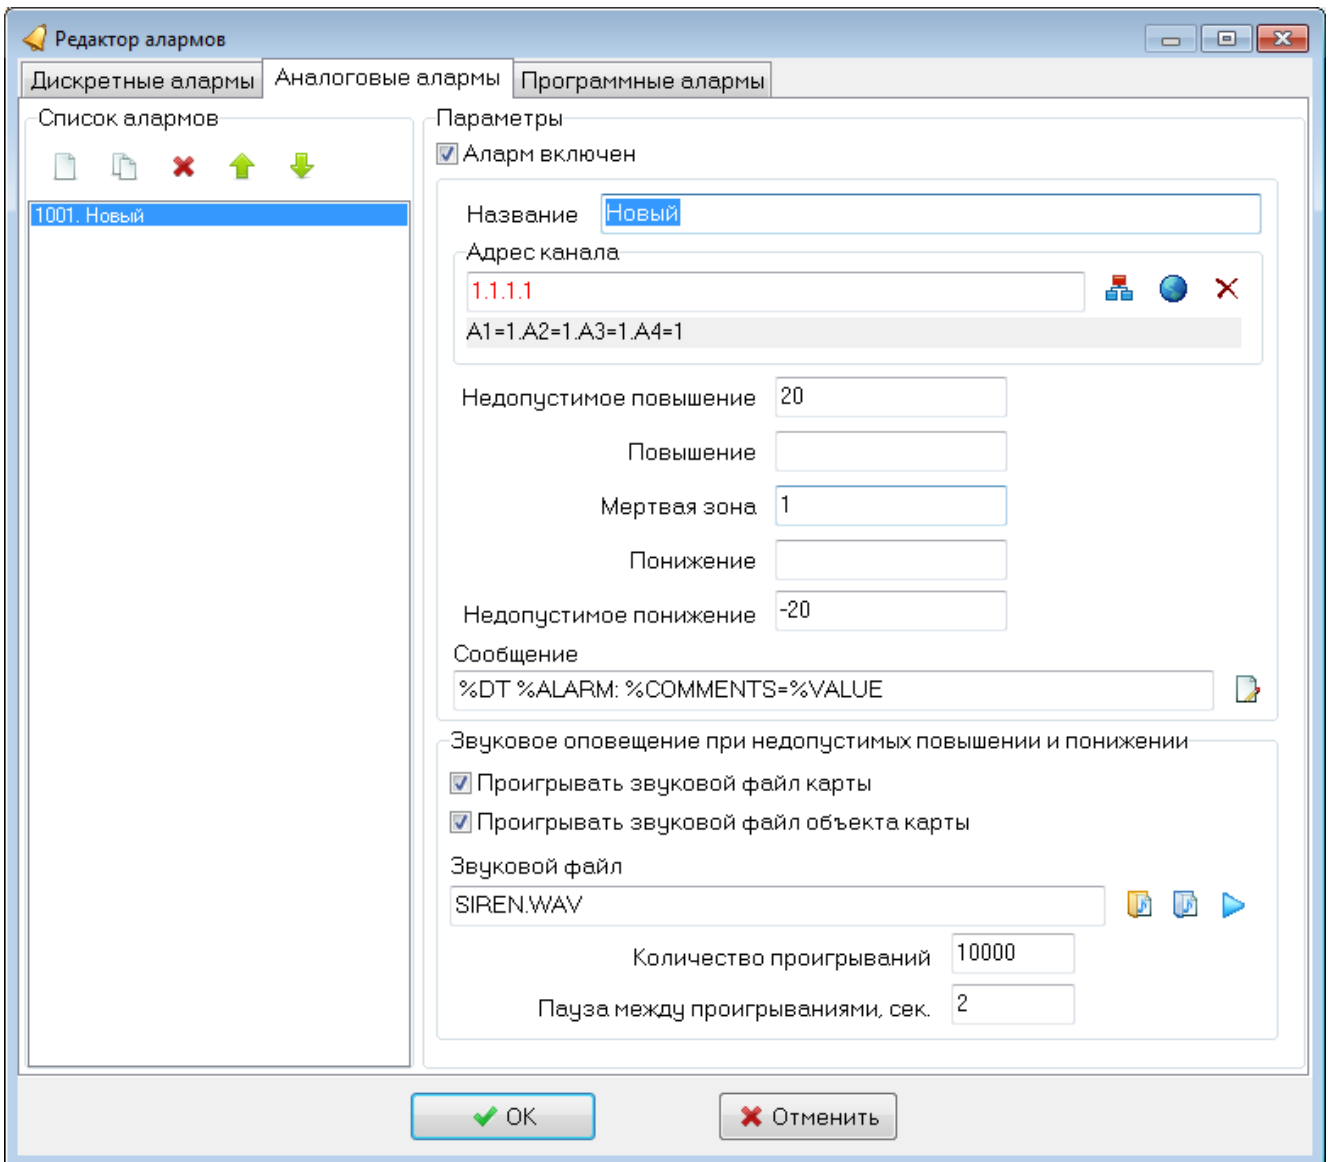 Редактор алармов
Дискретные алармы
Аналоговые алармы
Программные алармы
Список алармов
1001. Новый
Параметры
Аларм включен
Название Новый
Адрес канала
1.1.1.1
A1=1.A2=1.A3=1.A4=1
Недопустимое повышение 20
Повышение
Мертвая зона 1
Понижение
Недопустимое понижение -20
Сообщение
%DT %ALARM: %COMMENTS=%VALUE
Звуковое оповещение при недопустимых повышении и понижении
Проигрывать звуковой файл карты
Проигрывать звуковой файл объекта карты
Звуковой файл
SIREN.WAV
Количество проигрываний 10000
Пауза между проигрываниями, сек. 2
OK
Отменить